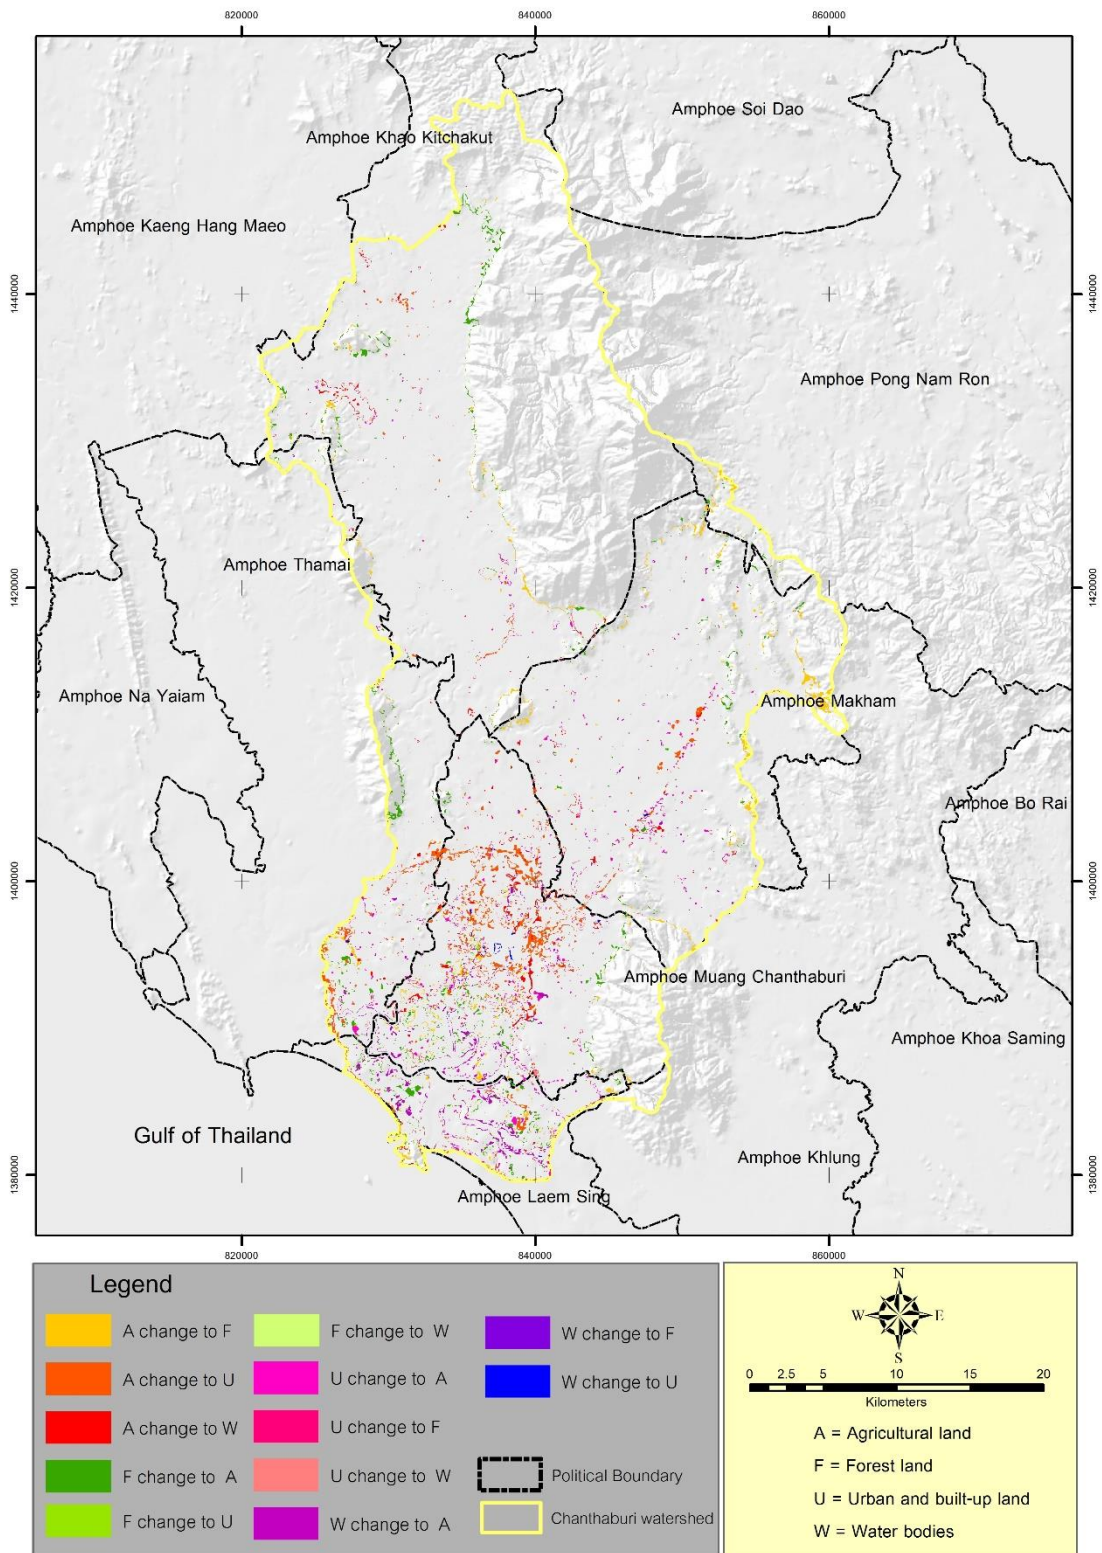 820000 840000 860000
Amphoe Soi Dao
Amphoe Khao Kitchakut
Amphoe Kaeng Hang Maeo
1440000 1440000
Amphoe Pong Nam Ron
Amphoe Thamai
1420000 1420000
Amphoe Na Yaiam
Amphoe Makham
Amphoe Bo Rai
1400000 1400000
Amphoe Muang Chanthaburi
Amphoe Khoa Saming
Gulf of Thailand
Amphoe Khlung
1380000 1380000
Amphoe Laem Sing
820000 840000 860000
Legend
A change to F
A change to U
A change to W
F change to A
F change to U
F change to W
U change to A
U change to F
U change to W
W change to A
W change to F
W change to U
Political Boundary
Chanthaburi watershed
N
W E
S
0 2.5 5 10 15 20
Kilometers
A = Agricultural land
F = Forest land
U = Urban and built-up land
W = Water bodies